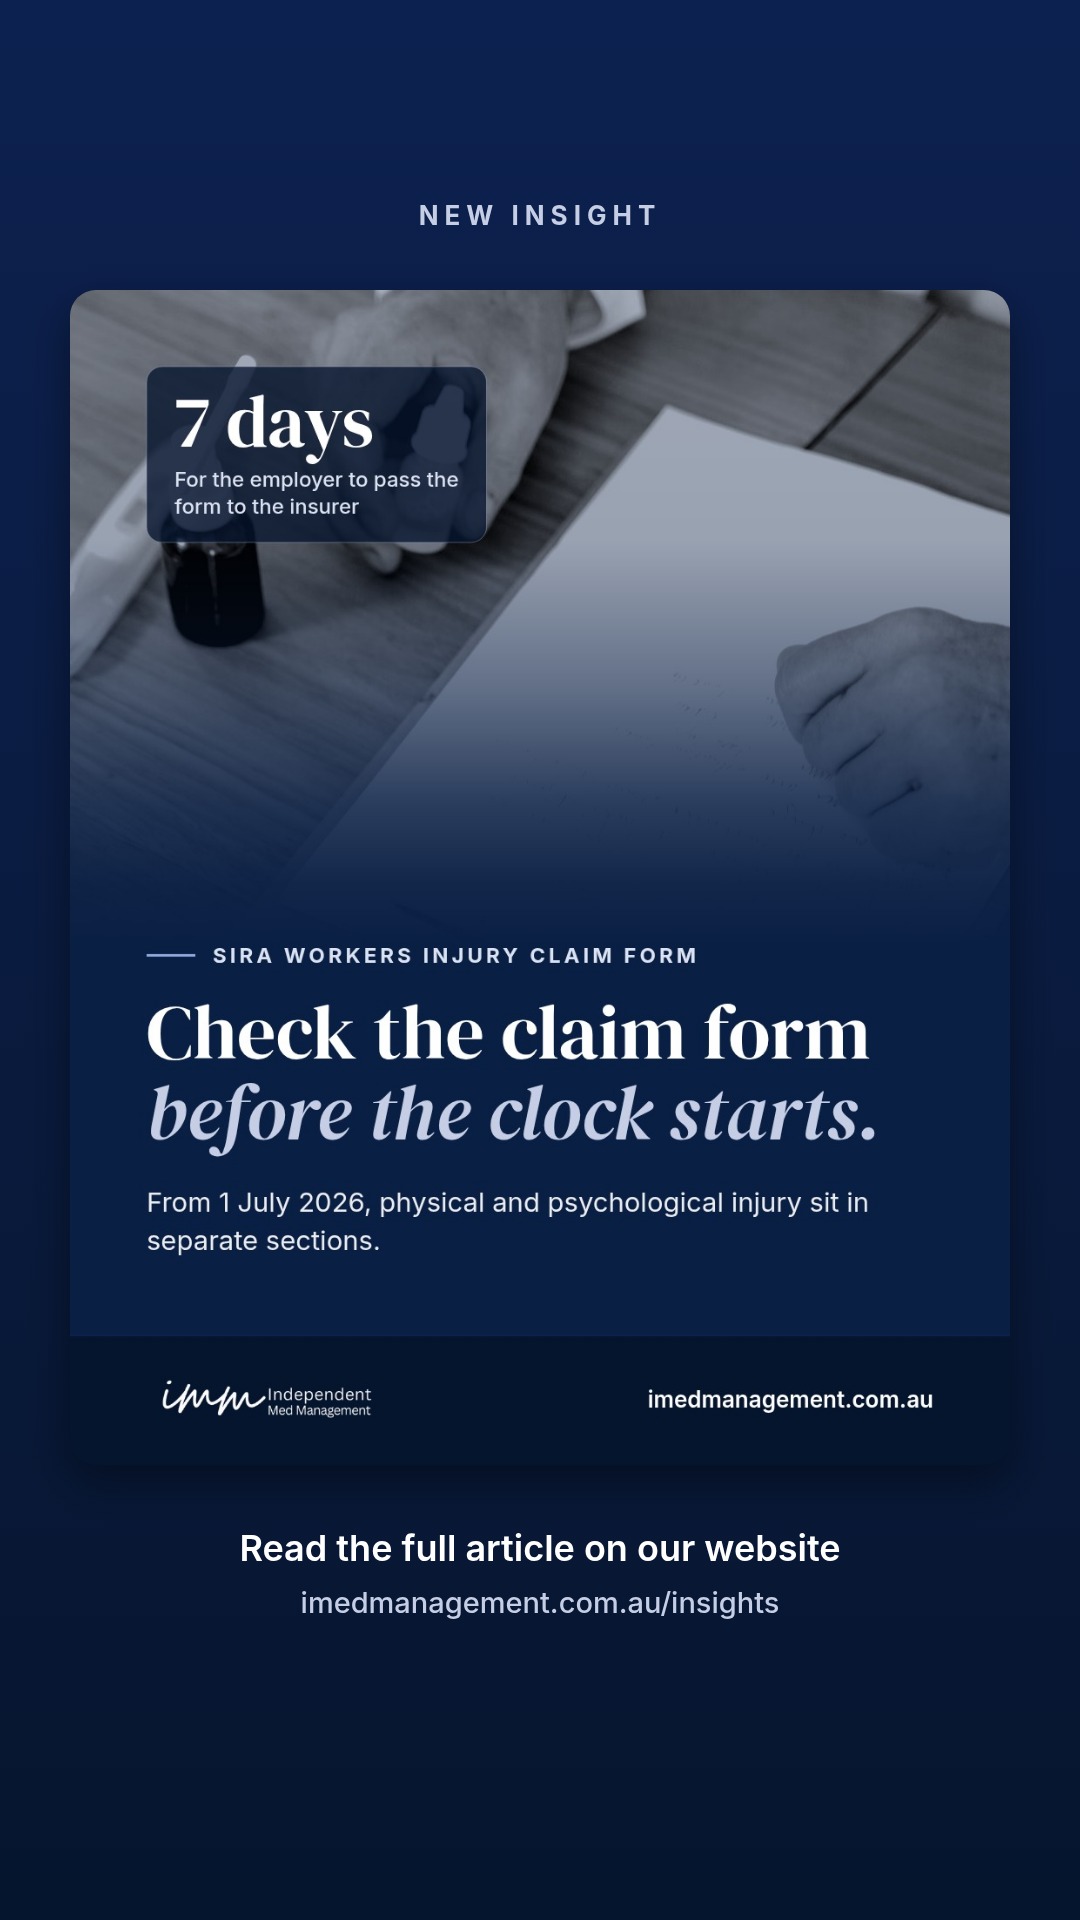 NEW INSIGHT
7 days
For the employer to pass the
form to the insurer
SIRA WORKERS INJURY CLAIM FORM
Check the claim form
before the clock starts.
From 1 July 2026, physical and psychological injury sit in
separate sections.
imm Independent
Med Management
imedmanagement.com.au
Read the full article on our website
imedmanagement.com.au/insights